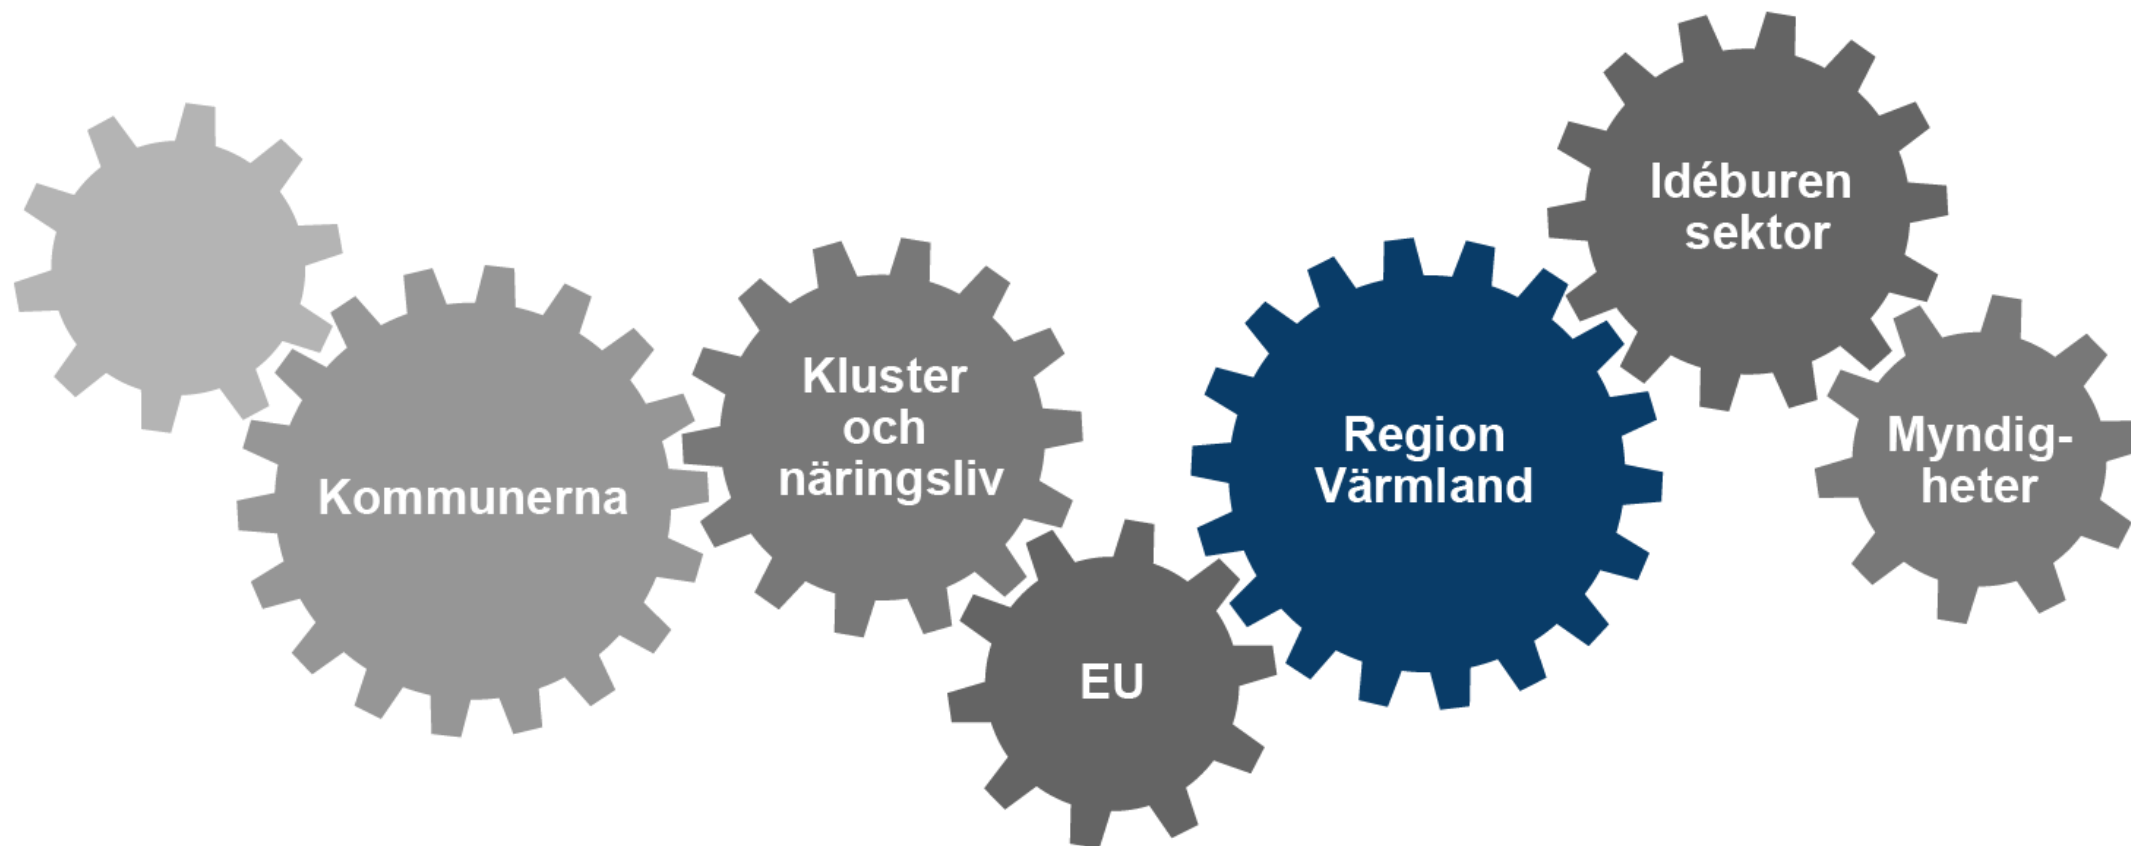 Kommunerna
Kluster
och
näringsliv
EU
Region
Värmland
Idéburen
sektor
Myndig-
heter